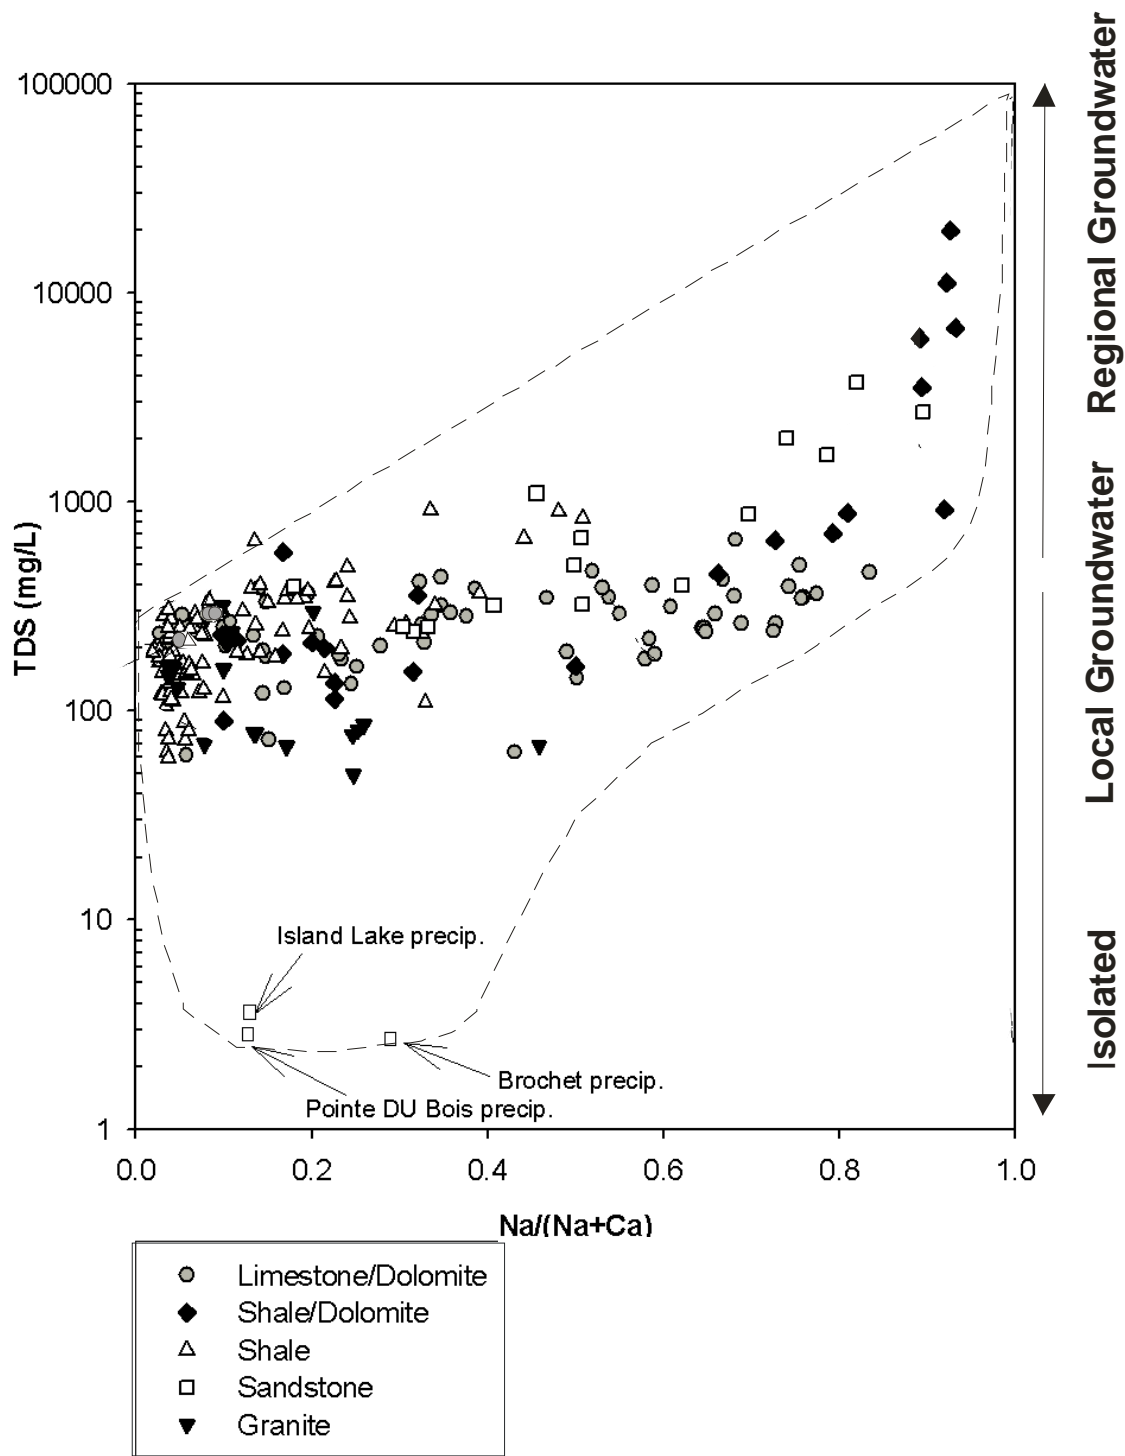 100000
10000
1000
100
10
1
TDS (mg/L)
Island Lake precip.
Brochet precip.
Pointe DU Bois precip.
0.0 0.2 0.4 0.6 0.8 1.0
Na/(Na+Ca)
Regional Groundwater
Local Groundwater
Isolated
Limestone/Dolomite
Shale/Dolomite
Shale
Sandstone
Granite